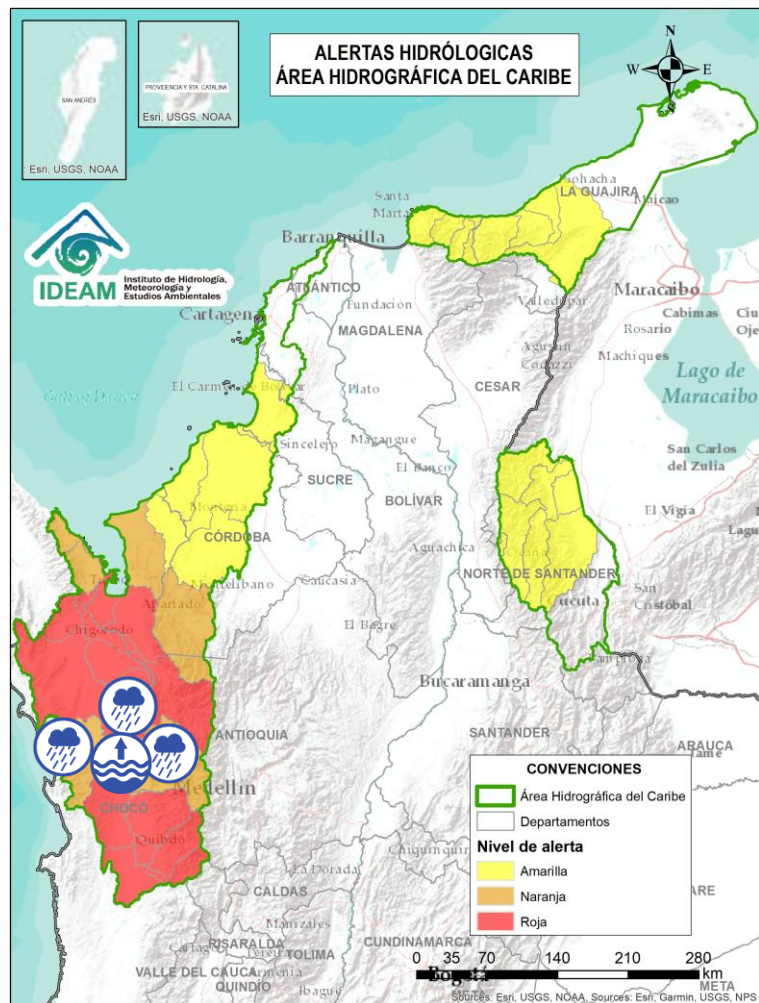 ALERTAS HIDRÓLOGICAS
ÁREA HIDROGRÁFICA DEL CARIBE
N
W
E
S
SAN ANDRÉS
PROVIDENCIA Y STA. CATALINA
Esri, USGS, NOAA
Esri, USGS, NOAA
IDEAM
Instituto de Hidrología,
Meteorología y
Estudios Ambientales
LA GUAJIRA
Maicao
Santa
Marta
Barranquilla
ATLÁNTICO
Fundación
Valledupar
Maracaibo
Cabimas
Rosario
Machiques
MAGDALENA
Agustín
Codazzi
CESAR
Lago de
Maracaibo
El Carmen de Bolívar
Plato
Sincelejo
Magangue
El Banco
San Carlos
del Zulia
SUCRE
BOLÍVAR
Montería
El Vigía
CÓRDOBA
Aguachica
Ocaña
NORTE DE SANTANDER
Montelibano
Caucasia
San
Cristóbal
Apartado
El Bagre
Chigorodo
Bucaramanga
ANTIOQUIA
SANTANDER
ARAUCA
Medellín
CHOCÓ
Quibdó
CONVENCIONES
Área Hidrográfica del Caribe
Departamentos
Nivel de alerta
Amarilla
Naranja
Roja
La Dorada
CALDAS
Manizales
RISARALDA
TOLIMA
CUNDINAMARCA
VALLE DEL CAUCA
Armenia
QUINDÍO
Ibague
Bogotá
META
0 35 70 140 210 280
km
Sources: Esri, USGS, NOAA, Sources: Esri, Garmin, USGS, NPS